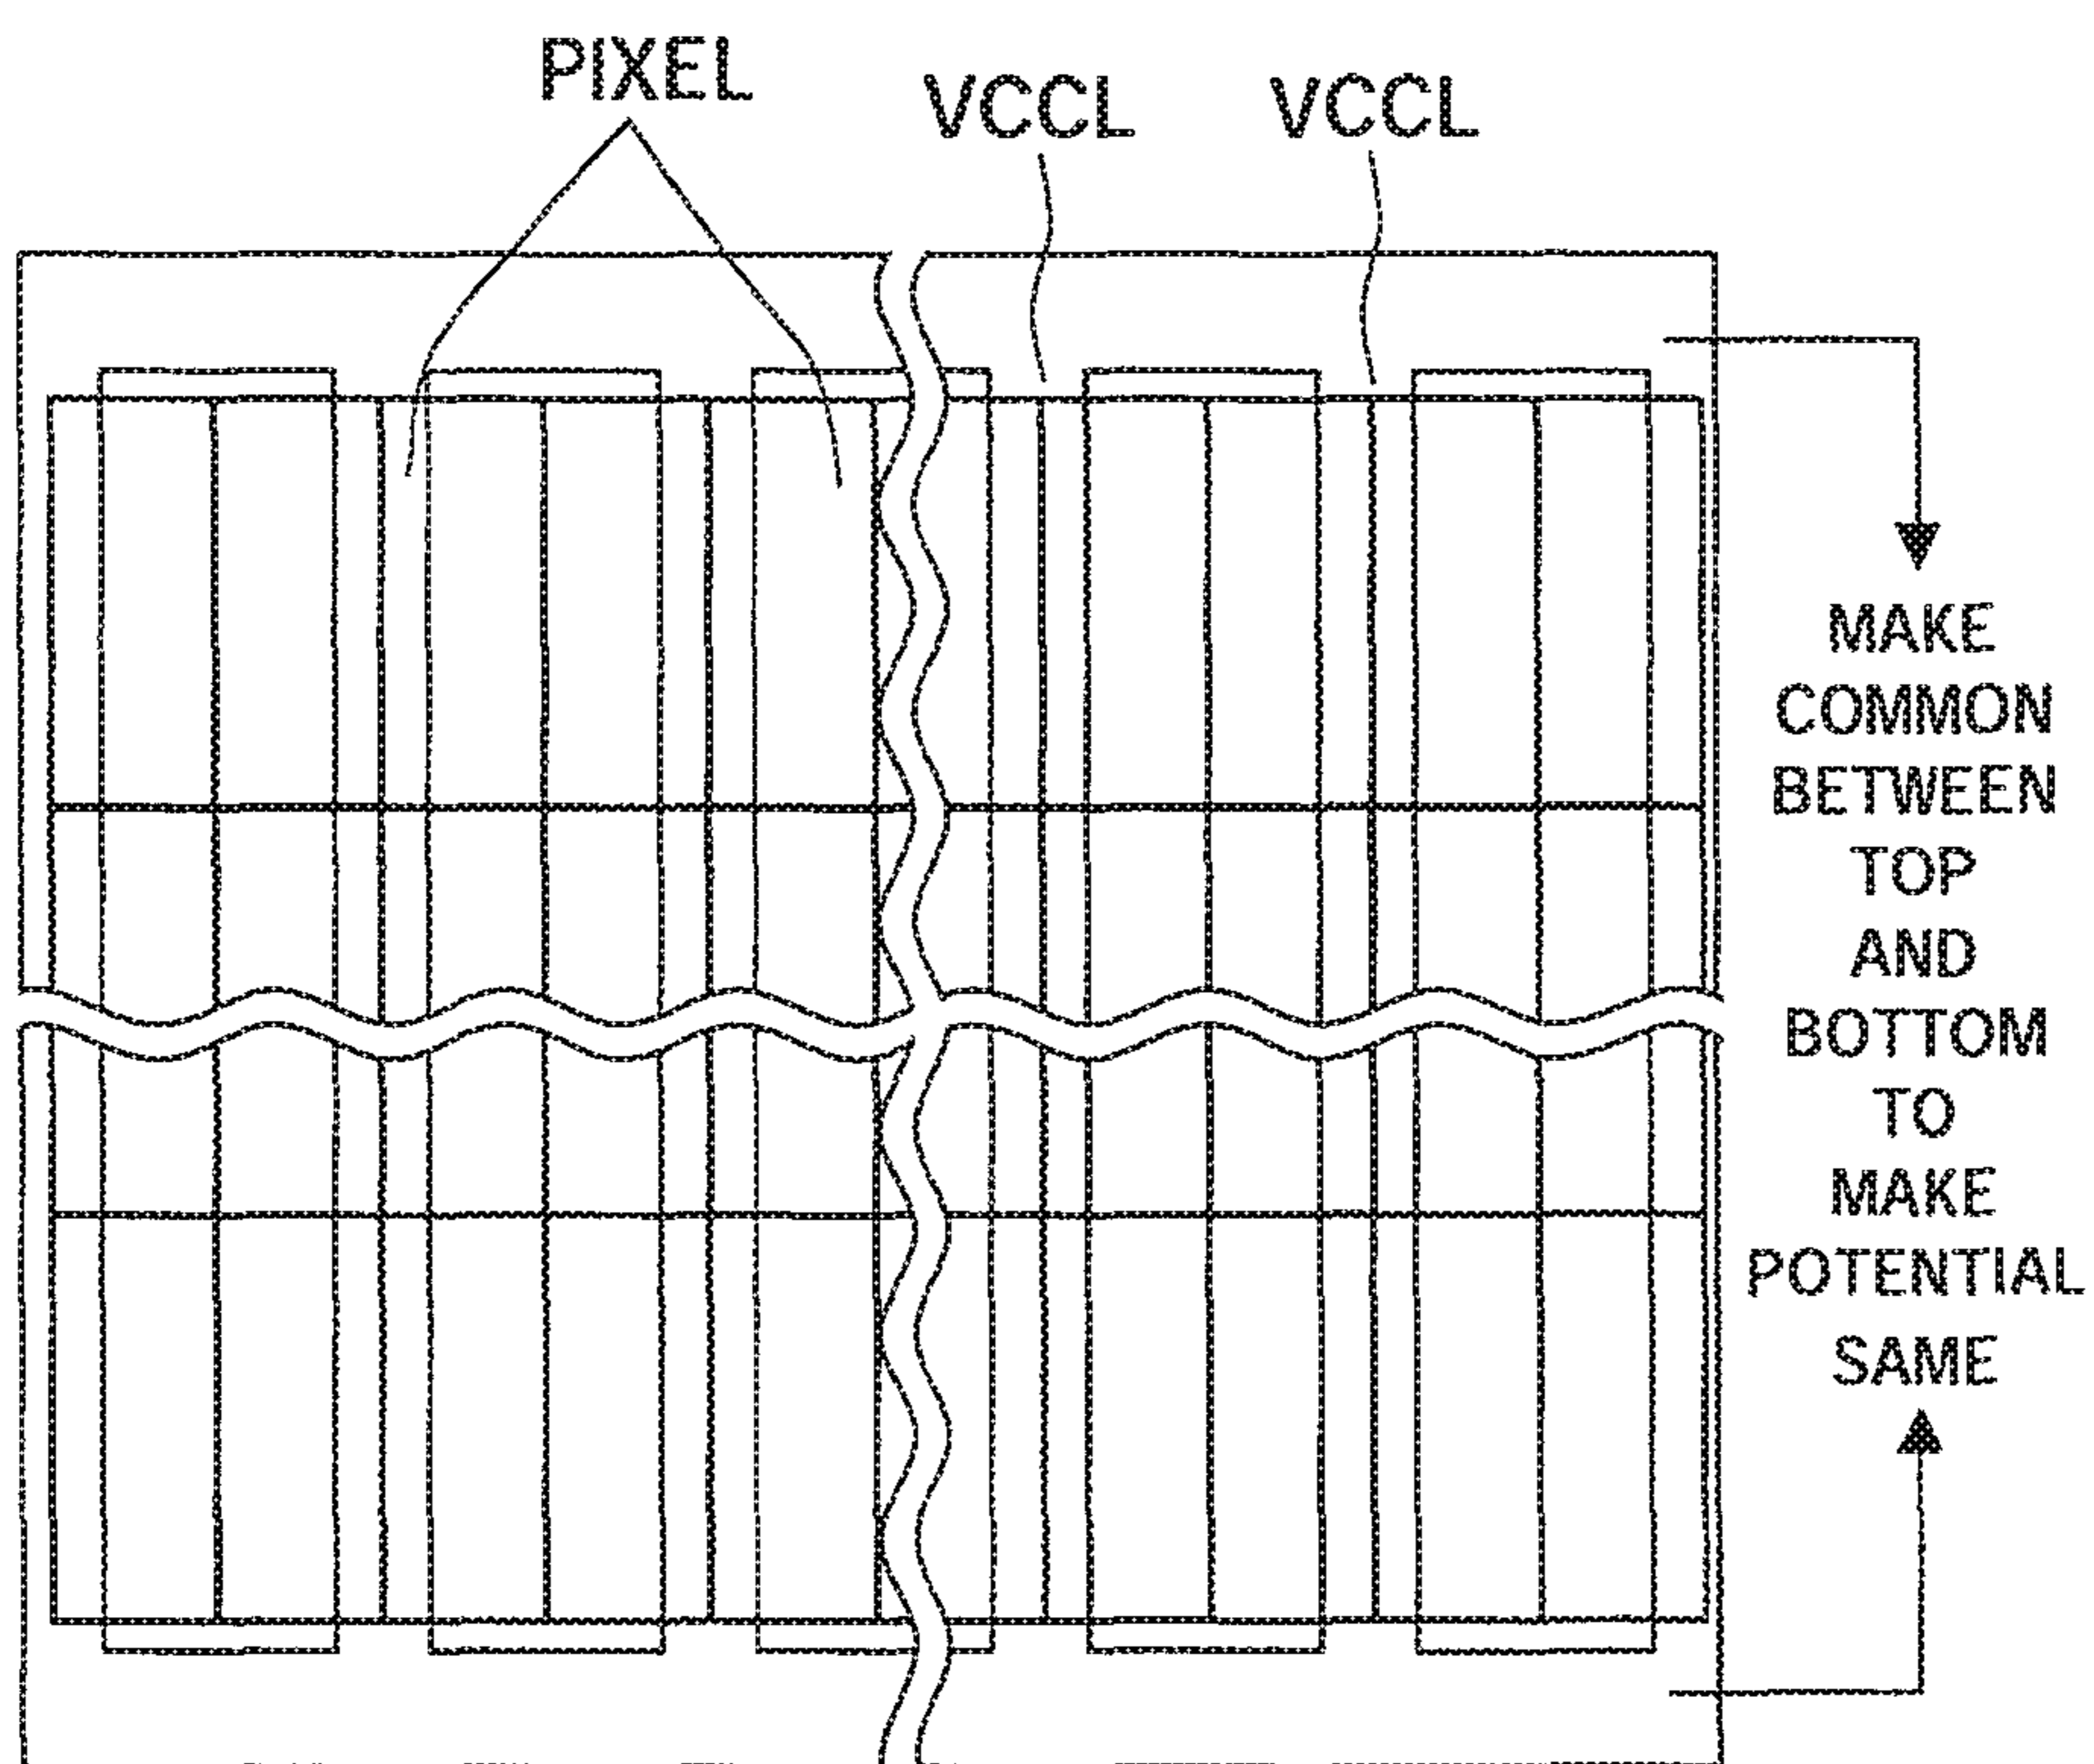 PIXEL
VCCL
VCCL
MAKE
COMMON
BETWEEN
TOP
AND
BOTTOM
TO
MAKE
POTENTIAL
SAME